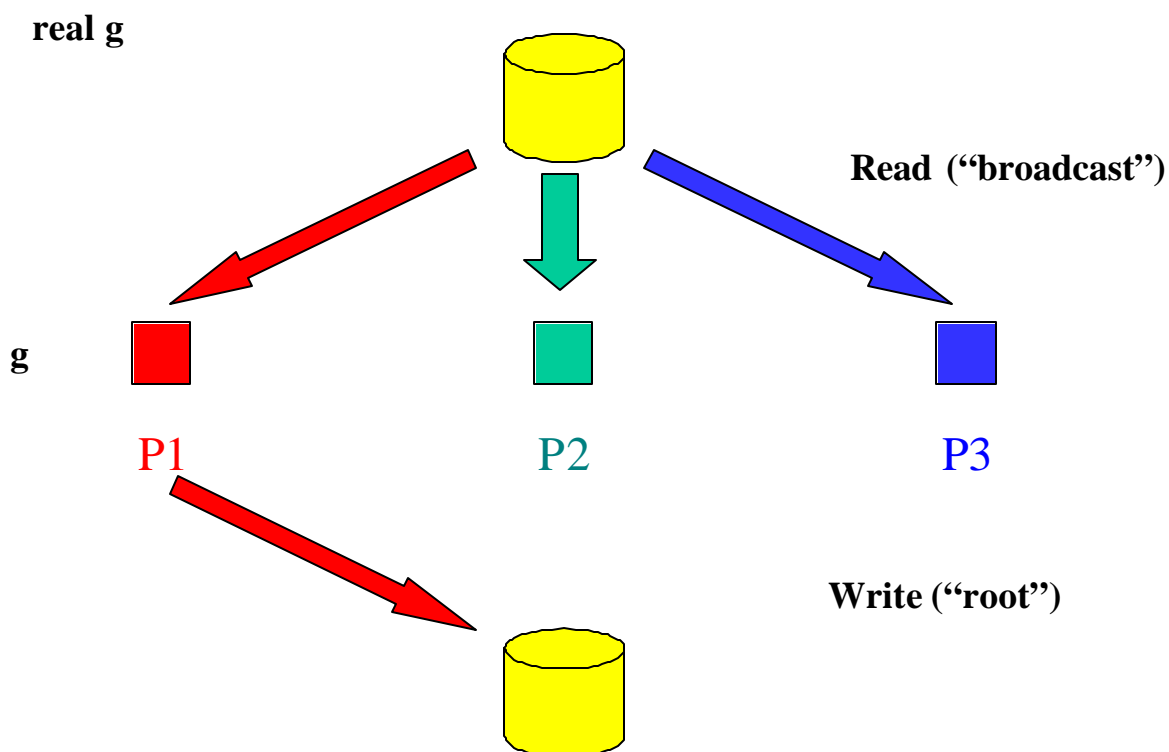 real g
Read (“broadcast”)
g
P1
P2
P3
Write (“root”)